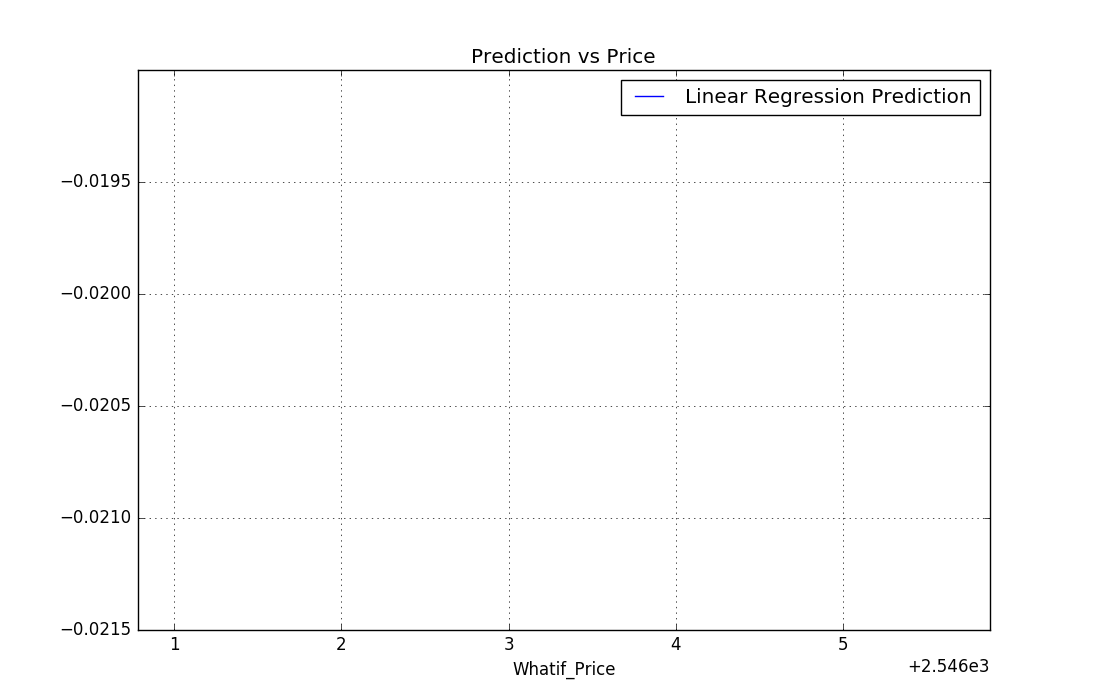 Prediction vs Price
Linear Regression Prediction
−0.0195
−0.0200
−0.0205
−0.0210
−0.0215
1 2 3 4 5
Whatif_Price
+2.546e3